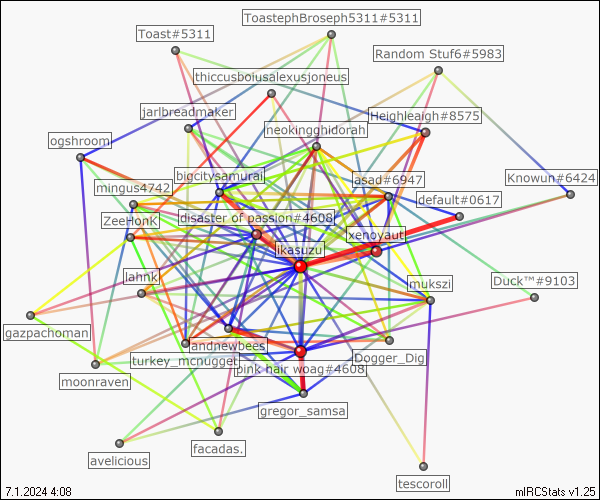 ToastephBroseph5311#5311
Toast#5311
Random Stuf6#5983
thiccusbolusalexusjoneus
jarlbreadmaker
Heighleigh#8575
neokingghidorah
ogshroom
bigcitysamurai
asad#6947
Knowun#6424
mingus4742
default#0617
disaster of passion#4608
ZeeHonK
xenoyaut
ikasuzu
lahnk
mukszi
Duck™#9103
gazpachoman
andnewbees
turkey_mcnugget
Dogger_Dig
pink hair woag#4608
moonraven
gregor_samsa
facadas.
avelicious
tescoroll
7.1.2024 4:08
mIRCStats v1.25